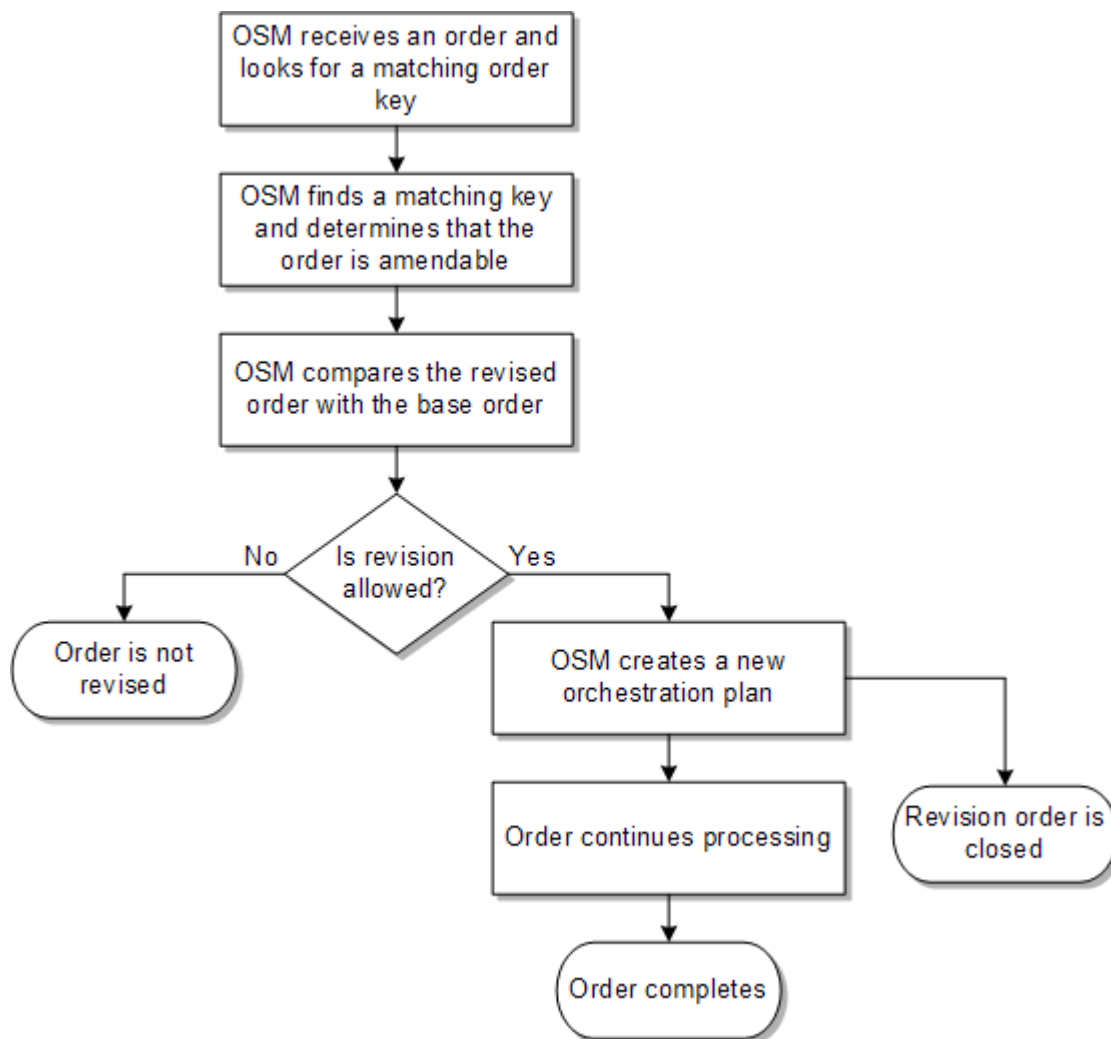 OSM receives an order and
looks for a matching order
key
OSM finds a matching key
and determines that the
order is amendable
OSM compares the revised
order with the base order
No
Is revision
allowed?
Yes
Order is not
revised
OSM creates a new
orchestration plan
Order continues processing
Revision order is
closed
Order completes